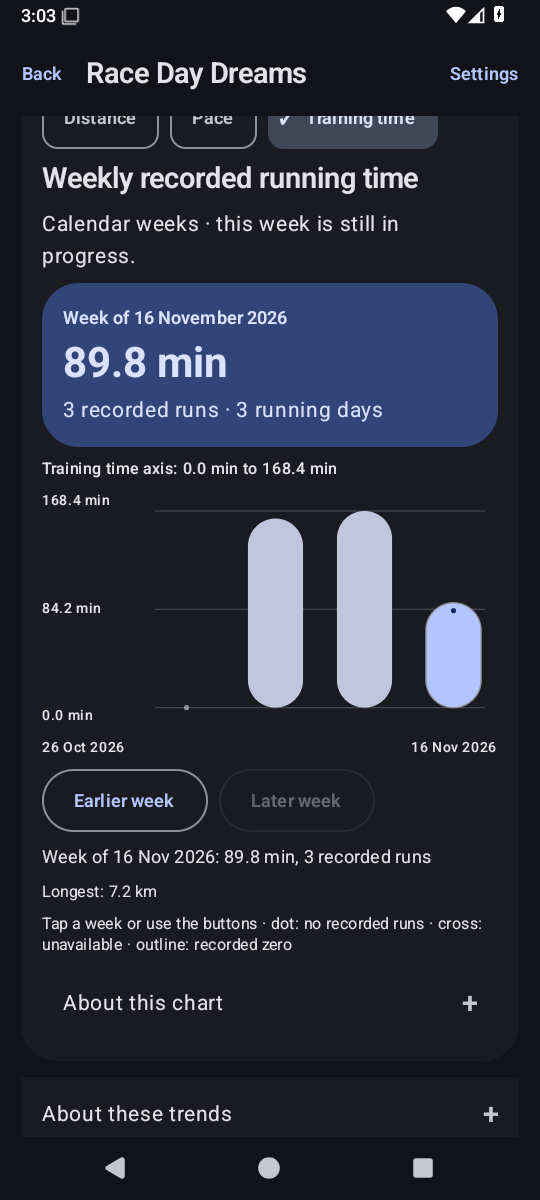 3:03
Back
Race Day Dreams
Settings
Distance
Pace
✓ Training time
Weekly recorded running time
Calendar weeks · this week is still in
progress.
Week of 16 November 2026
89.8 min
3 recorded runs · 3 running days
Training time axis: 0.0 min to 168.4 min
168.4 min
84.2 min
0.0 min
26 Oct 2026
16 Nov 2026
Earlier week
Later week
Week of 16 Nov 2026: 89.8 min, 3 recorded runs
Longest: 7.2 km
Tap a week or use the buttons · dot: no recorded runs · cross:
unavailable · outline: recorded zero
About this chart +
About these trends +